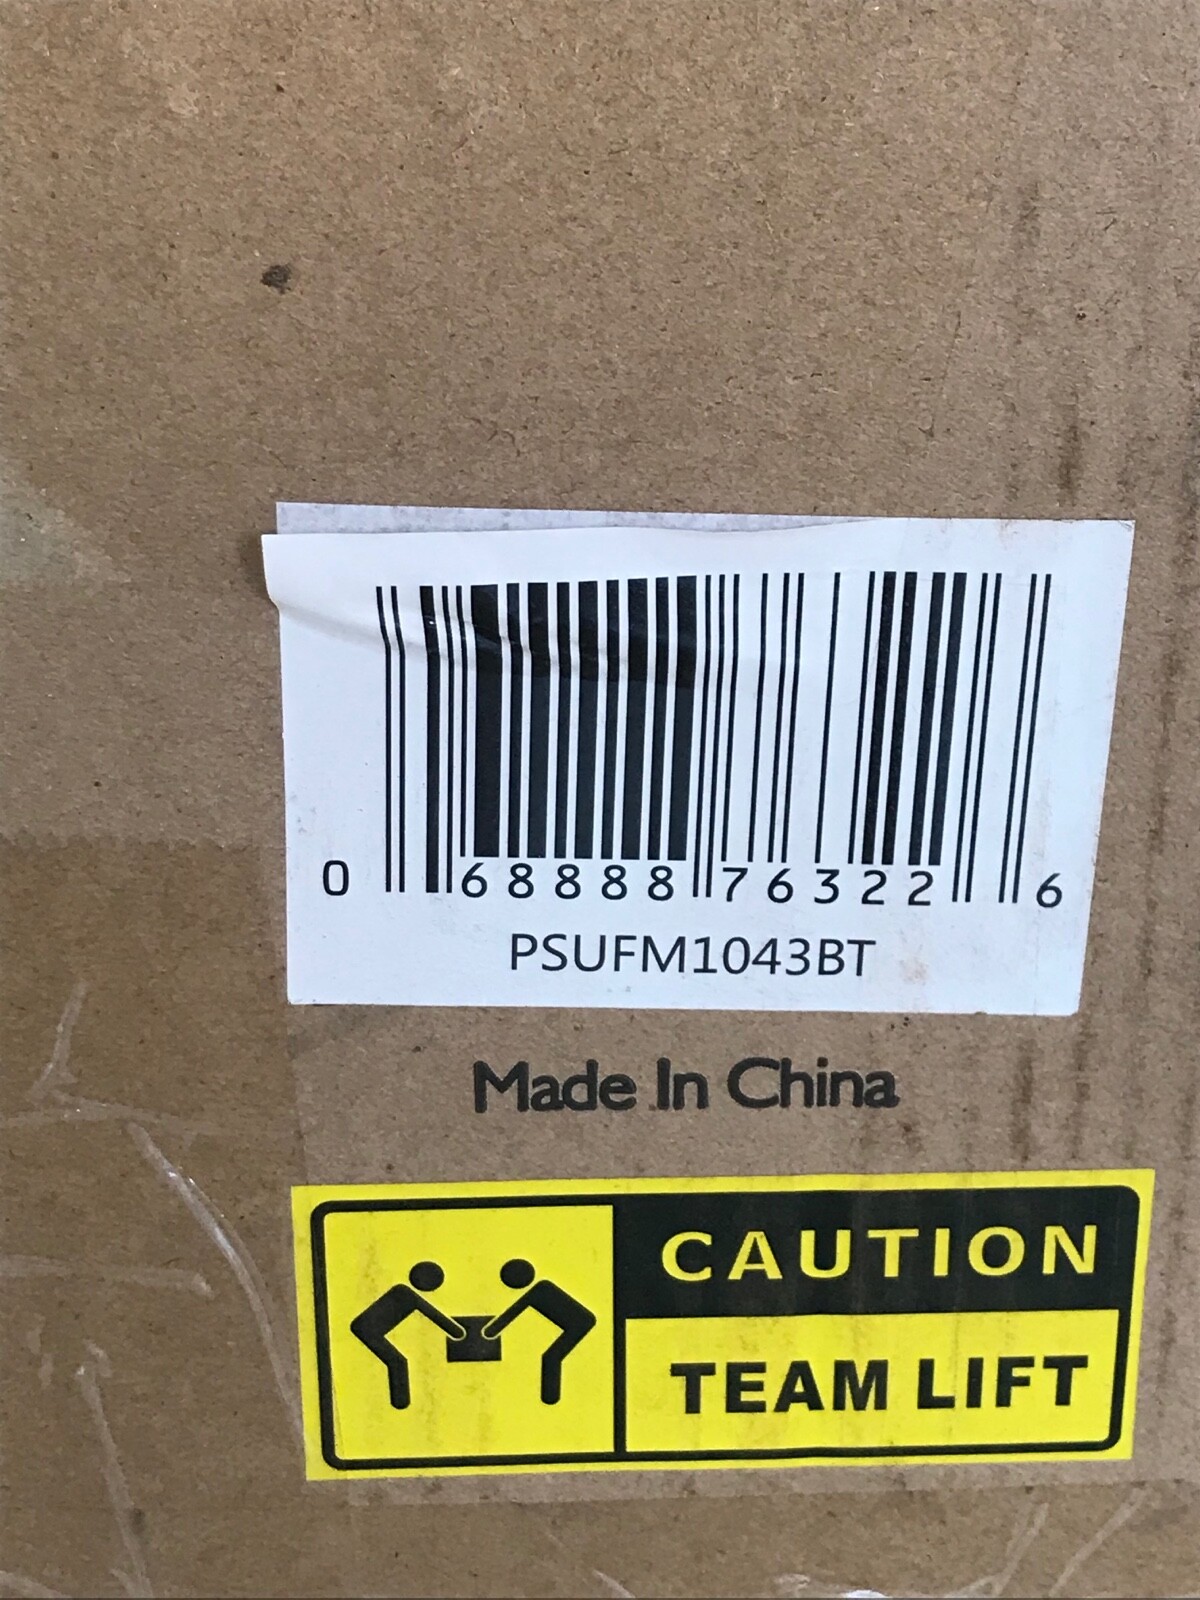 0 68888 76322 6
PSUFM1043BT
Made In China
CAUTION
TEAM LIFT